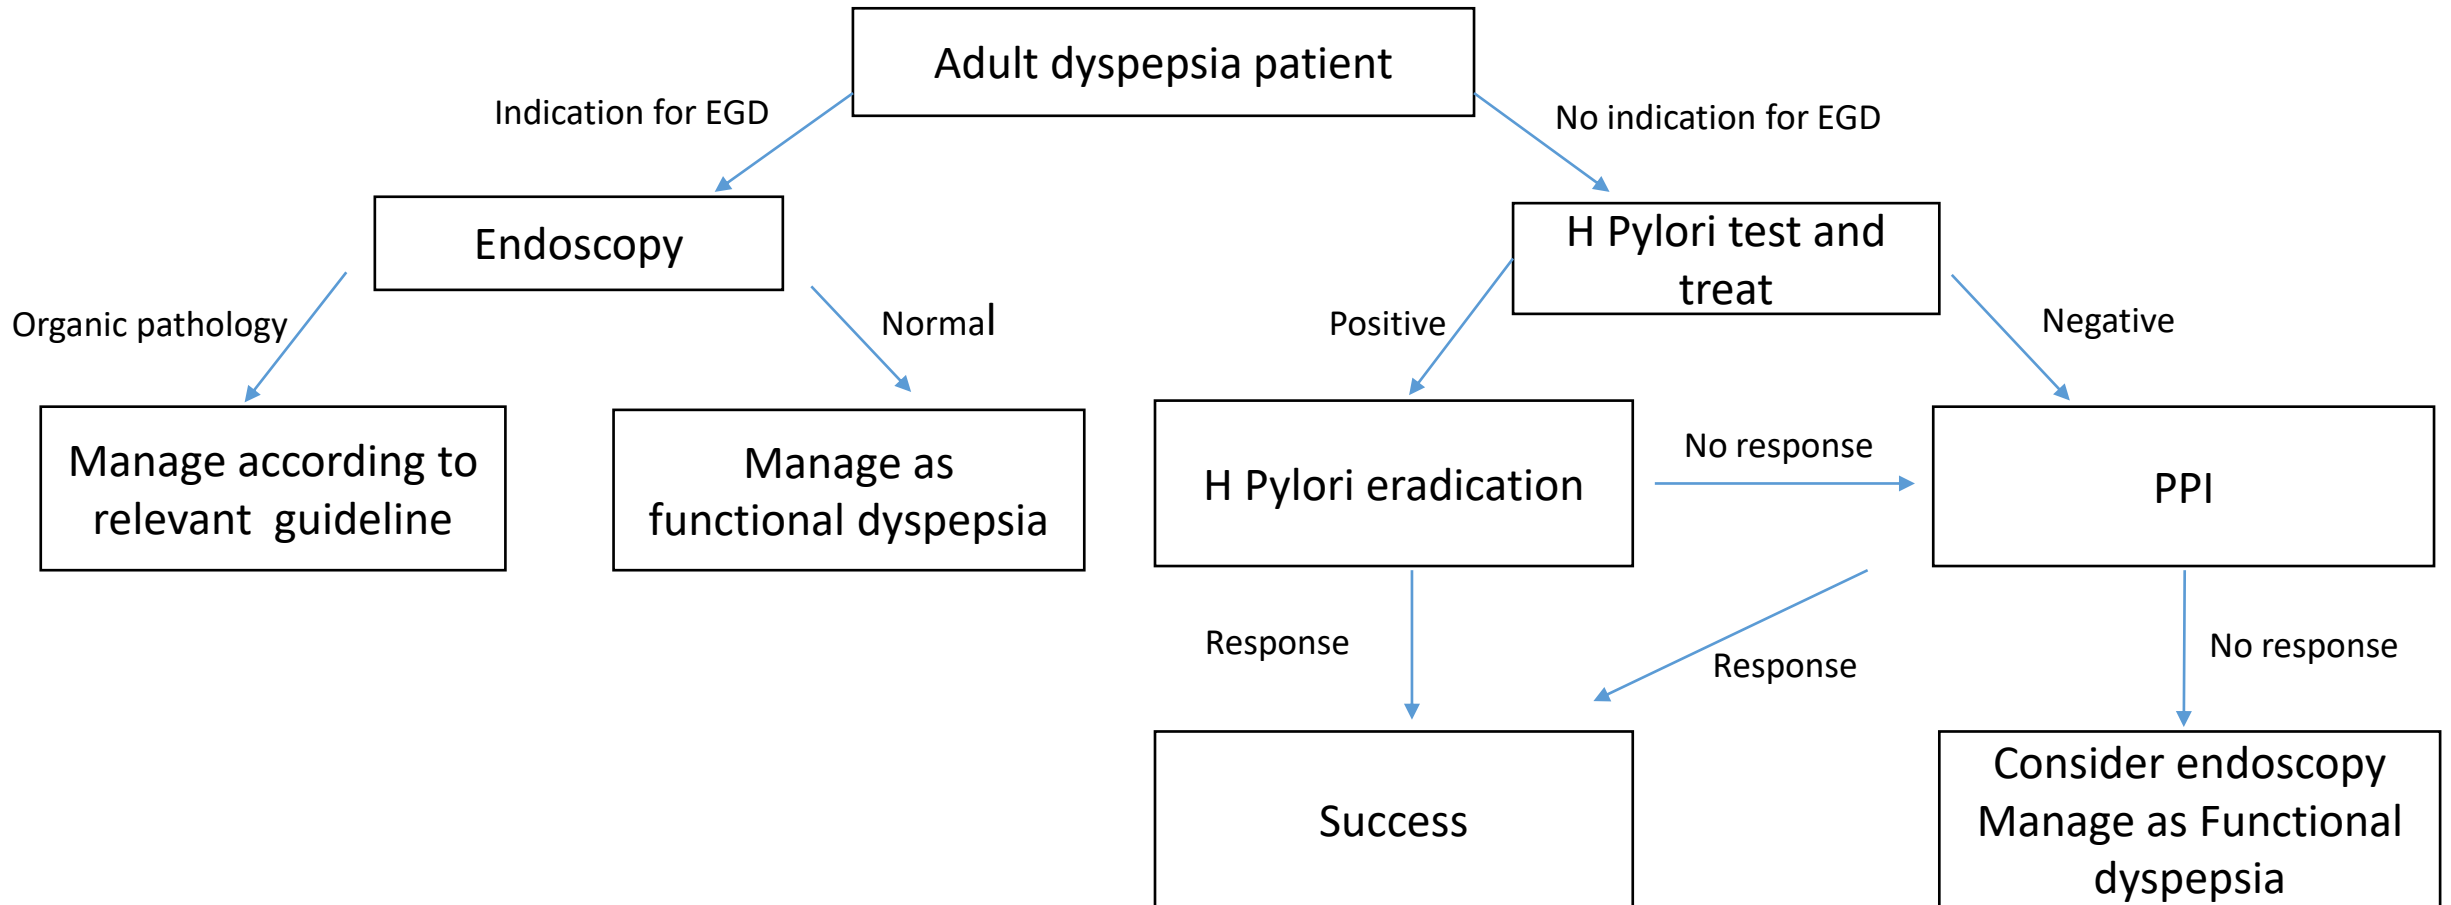 Adult dyspepsia patient
Indication for EGD
No indication for EGD
Endoscopy
H Pylori test and
treat
Organic pathology
Normal
Positive
Negative
Manage according to
relevant guideline
Manage as
functional dyspepsia
H Pylori eradication
No response
PPI
Response
Response
No response
Success
Consider endoscopy
Manage as Functional
dyspepsia